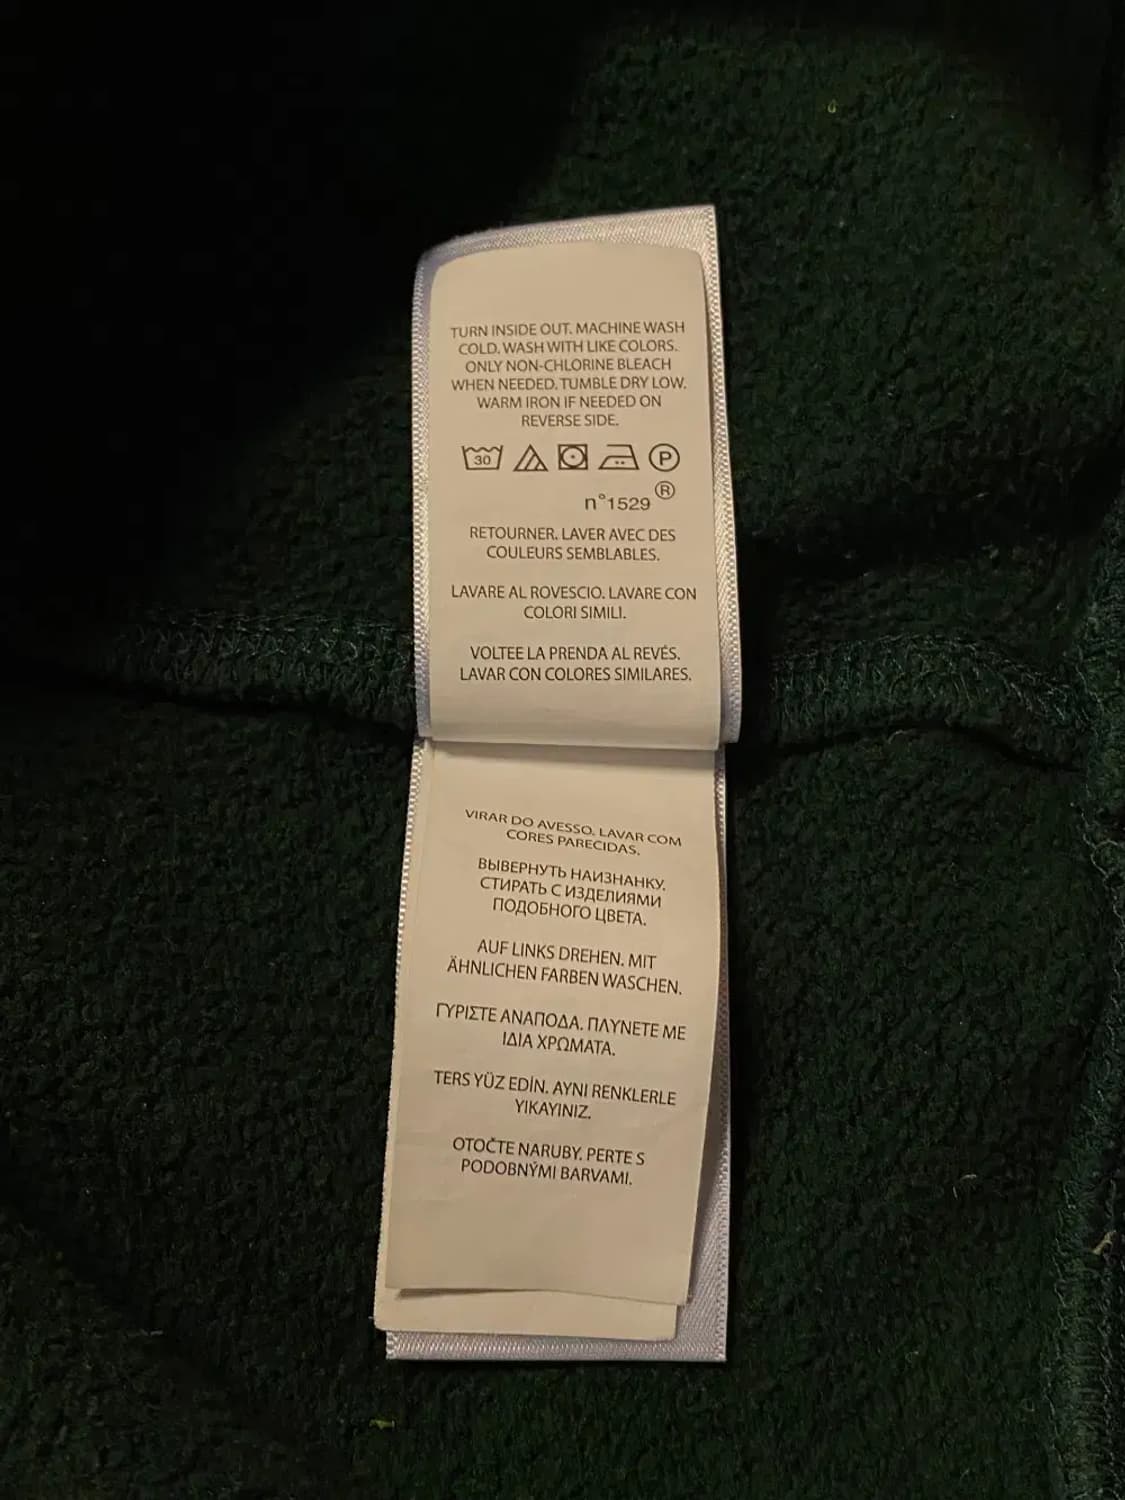 TURN INSIDE OUT. MACHINE WASH
COLD. WASH WITH LIKE COLORS.
ONLY NON-CHLORINE BLEACH
WHEN NEEDED. TUMBLE DRY LOW.
WARM IRON IF NEEDED ON
REVERSE SIDE.
30 P
n°1529 ®
RETOURNER. LAVER AVEC DES
COULEURS SEMBLABLES.
LAVARE AL ROVESCIO. LAVARE CON
COLORI SIMILI.
VOLTEE LA PRENDA AL REVÉS.
LAVAR CON COLORES SIMILARES.
VIRAR DO AVESSO. LAVAR COM
CORES PARECIDAS.
ВЫВЕРНУТЬ НАИЗНАНКУ.
СТИРАТЬ С ИЗДЕЛИЯМИ
ПОДОБНОГО ЦВЕТА.
AUF LINKS DREHEN. MIT
ÄHNLICHEN FARBEN WASCHEN.
ΓΥΡΙΣΤΕ ΑΝΑΠΟΔΑ. ΠΛΥΝΕΤΕ ΜΕ
ΙΔΙΑ ΧΡΩΜΑΤΑ.
TERS YÜZ EDİN. AYNI RENKLERLE
YIKAYINIZ.
OTOČTE NARUBY. PERTE S
PODOBNÝMI BARVAMI.